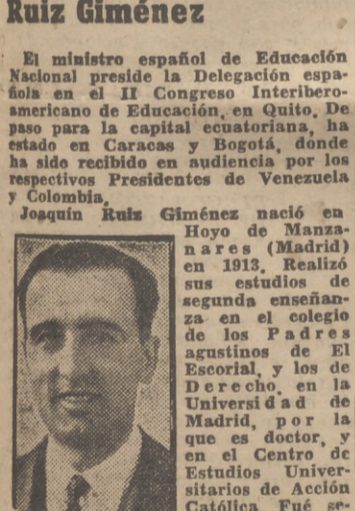 Ruiz Giménez
El ministro español de Educación
Nacional preside la Delegación espa-
ñola en el II Congreso Interibero-
americano de Educación, en Quito. De
paso para la capital ecuatoriana, ha
estado en Caracas y Bogotá, donde
ha sido recibido en audiencia por los
respectivos Presidentes de Venezuela
y Colombia.
Joaquín Ruiz Giménez nació en
Hoyo de Manza-
nares (Madrid)
en 1913. Realizó
sus estudios de
segunda enseñan-
za en el colegio
de los Padres
agustinos de El
Escorial, y los de
Derecho en la
Universidad de
Madrid, por la
que es doctor, y
en el Centro de
Estudios Univer-
sitarios de Acción
Católica Fué se-